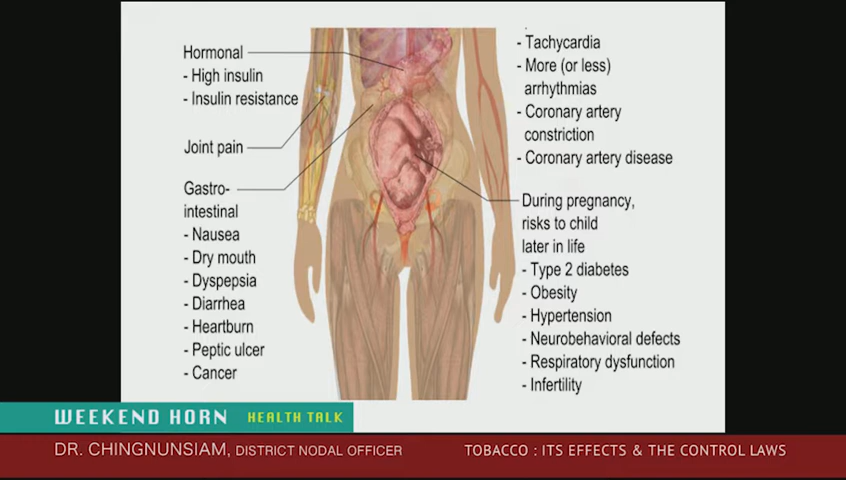 Hormonal
- High insulin
- Insulin resistance
Joint pain
Gastro-
intestinal
- Nausea
- Dry mouth
- Dyspepsia
- Diarrhea
- Heartburn
- Peptic ulcer
- Cancer
- Tachycardia
- More (or less)
arrhythmias
- Coronary artery
constriction
- Coronary artery disease
During pregnancy,
risks to child
later in life
- Type 2 diabetes
- Obesity
- Hypertension
- Neurobehavioral defects
- Respiratory dysfunction
- Infertility
WEEKEND HORN HEALTH TALK
DR. CHINGNUNSIAM, DISTRICT NODAL OFFICER TOBACCO : ITS EFFECTS & THE CONTROL LAWS